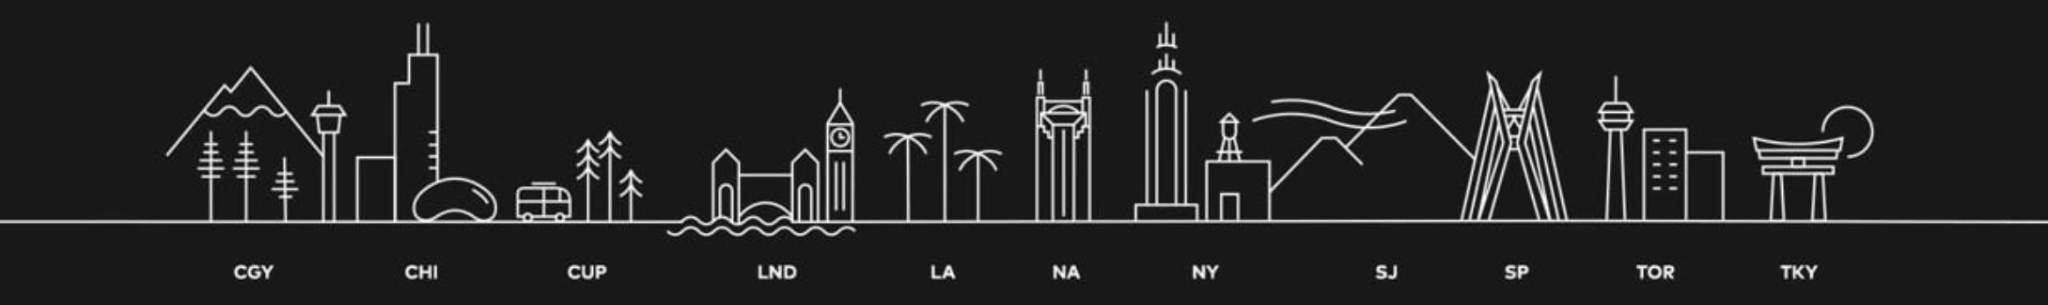 CGY CHI CUP LND LA NA NY SJ SP TOR TKY